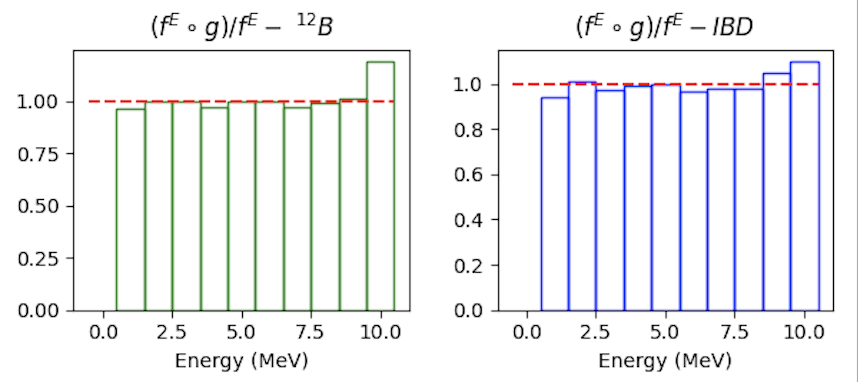 (f^E ∘ g)/f^E − ^12B
1.00
0.75
0.50
0.25
0.00
0.0 2.5 5.0 7.5 10.0
Energy (MeV)
(f^E ∘ g)/f^E − IBD
1.0
0.8
0.6
0.4
0.2
0.0
0.0 2.5 5.0 7.5 10.0
Energy (MeV)